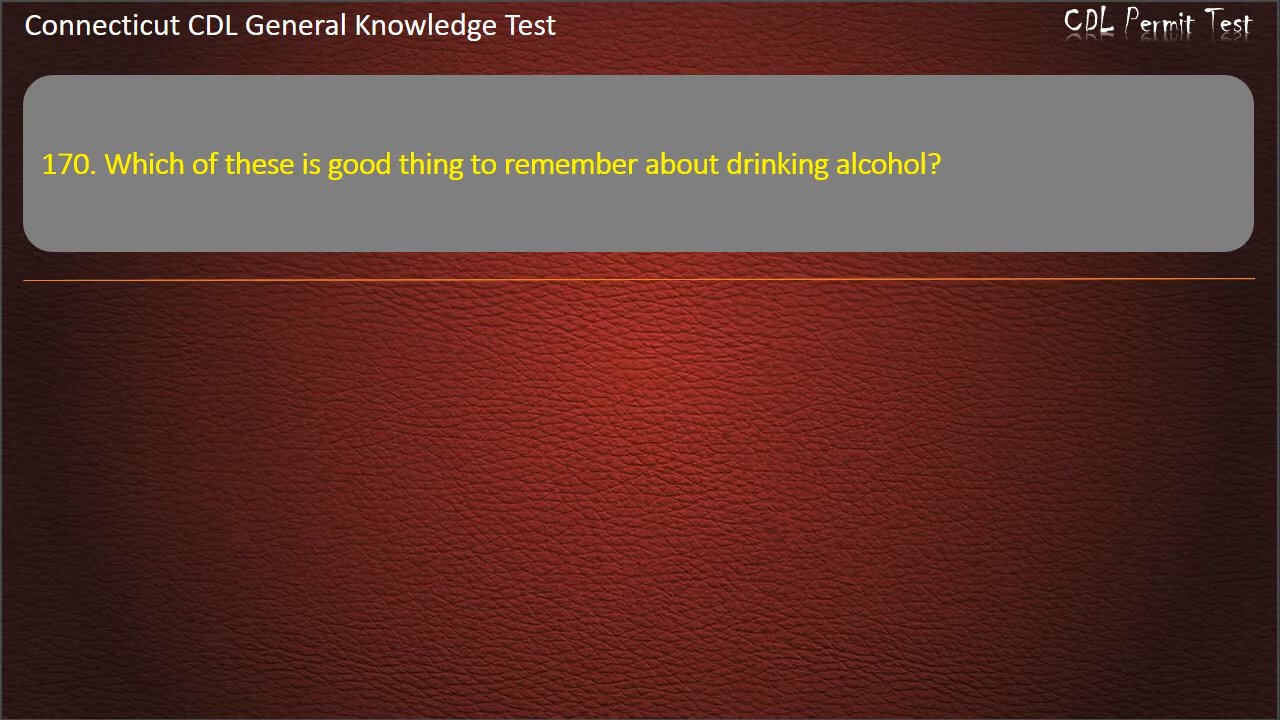 Connecticut CDL General Knowledge Test
CDL Permit Test
170. Which of these is good thing to remember about drinking alcohol?